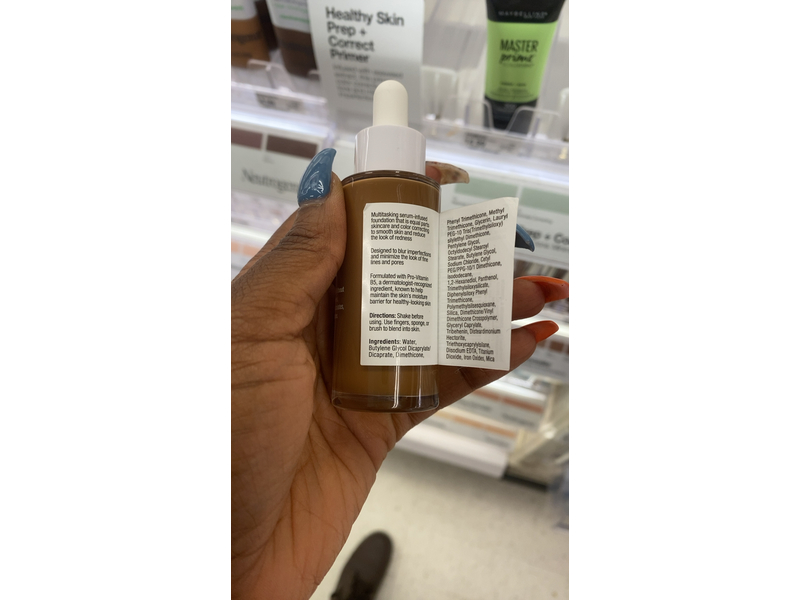 Healthy Skin
Prep +
Correct
Primer
MAYBELLINE
MASTER
prime
Neutrogena
Multitasking serum-infused
foundation that is equal parts
skincare and color correcting
to smooth skin and reduce
the look of redness
Designed to blur imperfections
and minimize the look of fine
lines and pores
Formulated with Pro-Vitamin
B5, a dermatologist-recognized
ingredient, known to help
maintain the skin's moisture
barrier for healthy-looking skin
Directions: Shake before
using. Use fingers, sponge, or
brush to blend into skin.
Ingredients: Water,
Butylene Glycol Dicaprylate/
Dicaprate, Dimethicone,
Phenyl Trimethicone, Methyl
Trimethicone, Glycerin, Lauryl
PEG-10 Tris(Trimethylsiloxy)
silylethyl Dimethicone,
Pentylene Glycol,
Octyldodecyl Stearoyl
Stearate, Butylene Glycol,
Sodium Chloride, Cetyl
PEG/PPG-10/1 Dimethicone,
Isododecane,
1,2-Hexanediol, Panthenol,
Trimethylsiloxysilicate,
Diphenylsiloxy Phenyl
Trimethicone,
Polymethylsilsesquioxane,
Silica, Dimethicone/Vinyl
Dimethicone Crosspolymer,
Glyceryl Caprylate,
Tribehenin, Disteardimonium
Hectorite,
Triethoxycaprylylsilane,
Disodium EDTA, Titanium
Dioxide, Iron Oxides, Mica